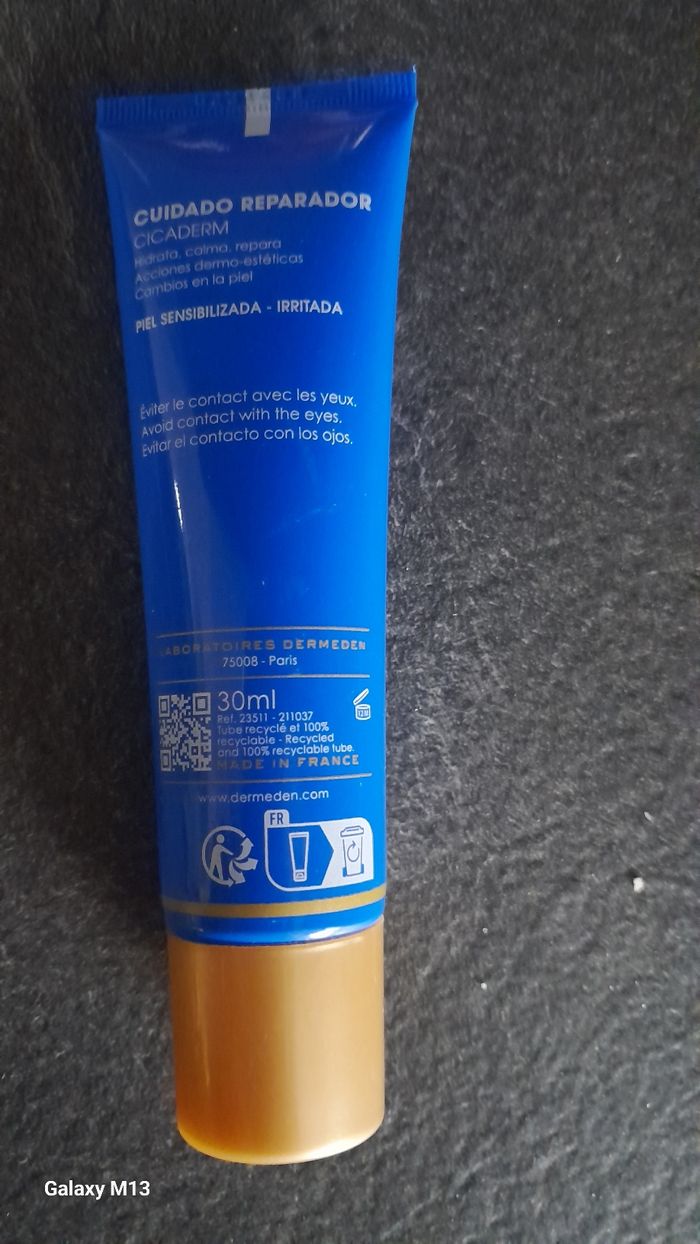 CUIDADO REPARADOR
CICADERM
Hidrata, calma, repara
Acciones dermo-estéticas
Cambios en la piel
PIEL SENSIBILIZADA - IRRITADA
Éviter le contact avec les yeux.
Avoid contact with the eyes.
Evitar el contacto con los ojos.
LABORATOIRES DERMEDEN
75008 - Paris
30ml
Ref. 23511 - 211037
Tube recyclé et 100%
recyclable - Recycled
and 100% recyclable tube.
MADE IN FRANCE
12M
www.dermeden.com
FR
Galaxy M13